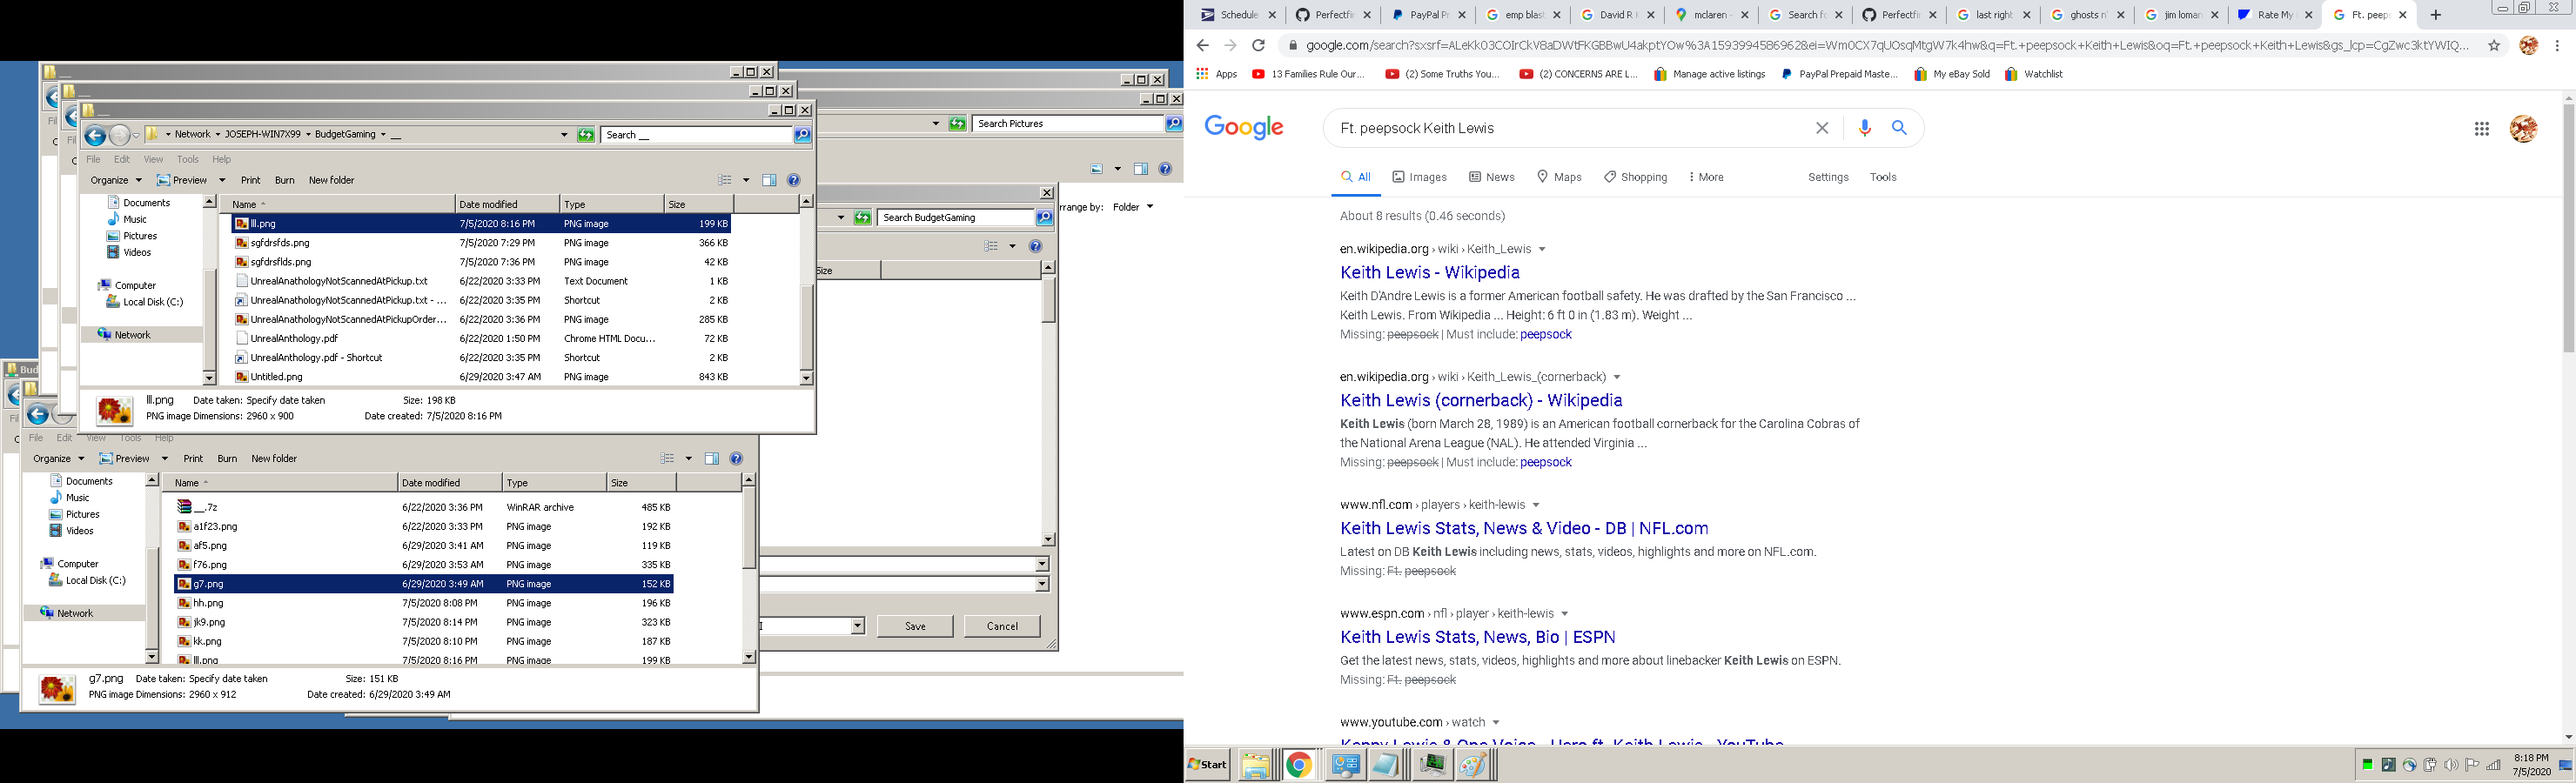 Network ▸ JOSEPH-WIN7X99 ▸ BudgetGaming ▸ __
Search __
File Edit View Tools Help
Organize Preview Print Burn New folder
Documents
Music
Pictures
Videos
Computer
Local Disk (C:)
Network
Name Date modified Type Size
lll.png 7/5/2020 8:16 PM PNG image 199 KB
sgfdrsfds.png 7/5/2020 7:29 PM PNG image 366 KB
sgfdrsflds.png 7/5/2020 7:36 PM PNG image 42 KB
UnrealAnathologyNotScannedAtPickup.txt 6/22/2020 3:33 PM Text Document 1 KB
UnrealAnathologyNotScannedAtPickup.txt - ... 6/22/2020 3:35 PM Shortcut 2 KB
UnrealAnathologyNotScannedAtPickupOrder... 6/22/2020 3:36 PM PNG image 285 KB
UnrealAnthology.pdf 6/22/2020 1:50 PM Chrome HTML Docu... 72 KB
UnrealAnthology.pdf - Shortcut 6/22/2020 3:35 PM Shortcut 2 KB
Untitled.png 6/29/2020 3:47 AM PNG image 843 KB
lll.png Date taken: Specify date taken Size: 198 KB
PNG image Dimensions: 2960 x 900 Date created: 7/5/2020 8:16 PM
File Edit View Tools Help
Organize Preview Print Burn New folder
Documents
Music
Pictures
Videos
Computer
Local Disk (C:)
Network
Name Date modified Type Size
__.7z 6/22/2020 3:36 PM WinRAR archive 485 KB
a1f23.png 6/22/2020 3:33 PM PNG image 192 KB
af5.png 6/29/2020 3:41 AM PNG image 119 KB
f76.png 6/29/2020 3:53 AM PNG image 335 KB
g7.png 6/29/2020 3:49 AM PNG image 152 KB
hh.png 7/5/2020 8:08 PM PNG image 196 KB
jk9.png 7/5/2020 8:14 PM PNG image 323 KB
kk.png 7/5/2020 8:10 PM PNG image 187 KB
lll.png 7/5/2020 8:16 PM PNG image 199 KB
g7.png Date taken: Specify date taken Size: 151 KB
PNG image Dimensions: 2960 x 912 Date created: 6/29/2020 3:49 AM
Search Pictures
rrange by: Folder
Search BudgetGaming
Size
Save Cancel
Schedule Perfectfi PayPal Pr emp blast David R H mclaren - Search fo Perfectfi last right ghosts n' jim loman Rate My Ft. peeps
google.com/search?sxsrf=ALeKk03COIrCkV8aDWtFKGBBwU4akptYOw%3A1593994586962&ei=Wm0CX7qUOsqMtgW7k4hw&q=Ft.+peepsock+Keith+Lewis&oq=Ft.+peepsock+Keith+Lewis&gs_lcp=CgZwc3ktYWIQ...
Apps 13 Families Rule Our... (2) Some Truths You... (2) CONCERNS ARE L... Manage active listings PayPal Prepaid Maste... My eBay Sold Watchlist
Google
Ft. peepsock Keith Lewis
All Images News Maps Shopping More Settings Tools
About 8 results (0.46 seconds)
en.wikipedia.org › wiki › Keith_Lewis
Keith Lewis - Wikipedia
Keith D'Andre Lewis is a former American football safety. He was drafted by the San Francisco ...
Keith Lewis. From Wikipedia ... Height: 6 ft 0 in (1.83 m). Weight ...
Missing: peepsock | Must include: peepsock
en.wikipedia.org › wiki › Keith_Lewis_(cornerback)
Keith Lewis (cornerback) - Wikipedia
Keith Lewis (born March 28, 1989) is an American football cornerback for the Carolina Cobras of
the National Arena League (NAL). He attended Virginia ...
Missing: peepsock | Must include: peepsock
www.nfl.com › players › keith-lewis
Keith Lewis Stats, News & Video - DB | NFL.com
Latest on DB Keith Lewis including news, stats, videos, highlights and more on NFL.com.
Missing: Ft. peepsock
www.espn.com › nfl › player › keith-lewis
Keith Lewis Stats, News, Bio | ESPN
Get the latest news, stats, videos, highlights and more about linebacker Keith Lewis on ESPN.
Missing: Ft. peepsock
www.youtube.com › watch
Start
8:18 PM
7/5/2020